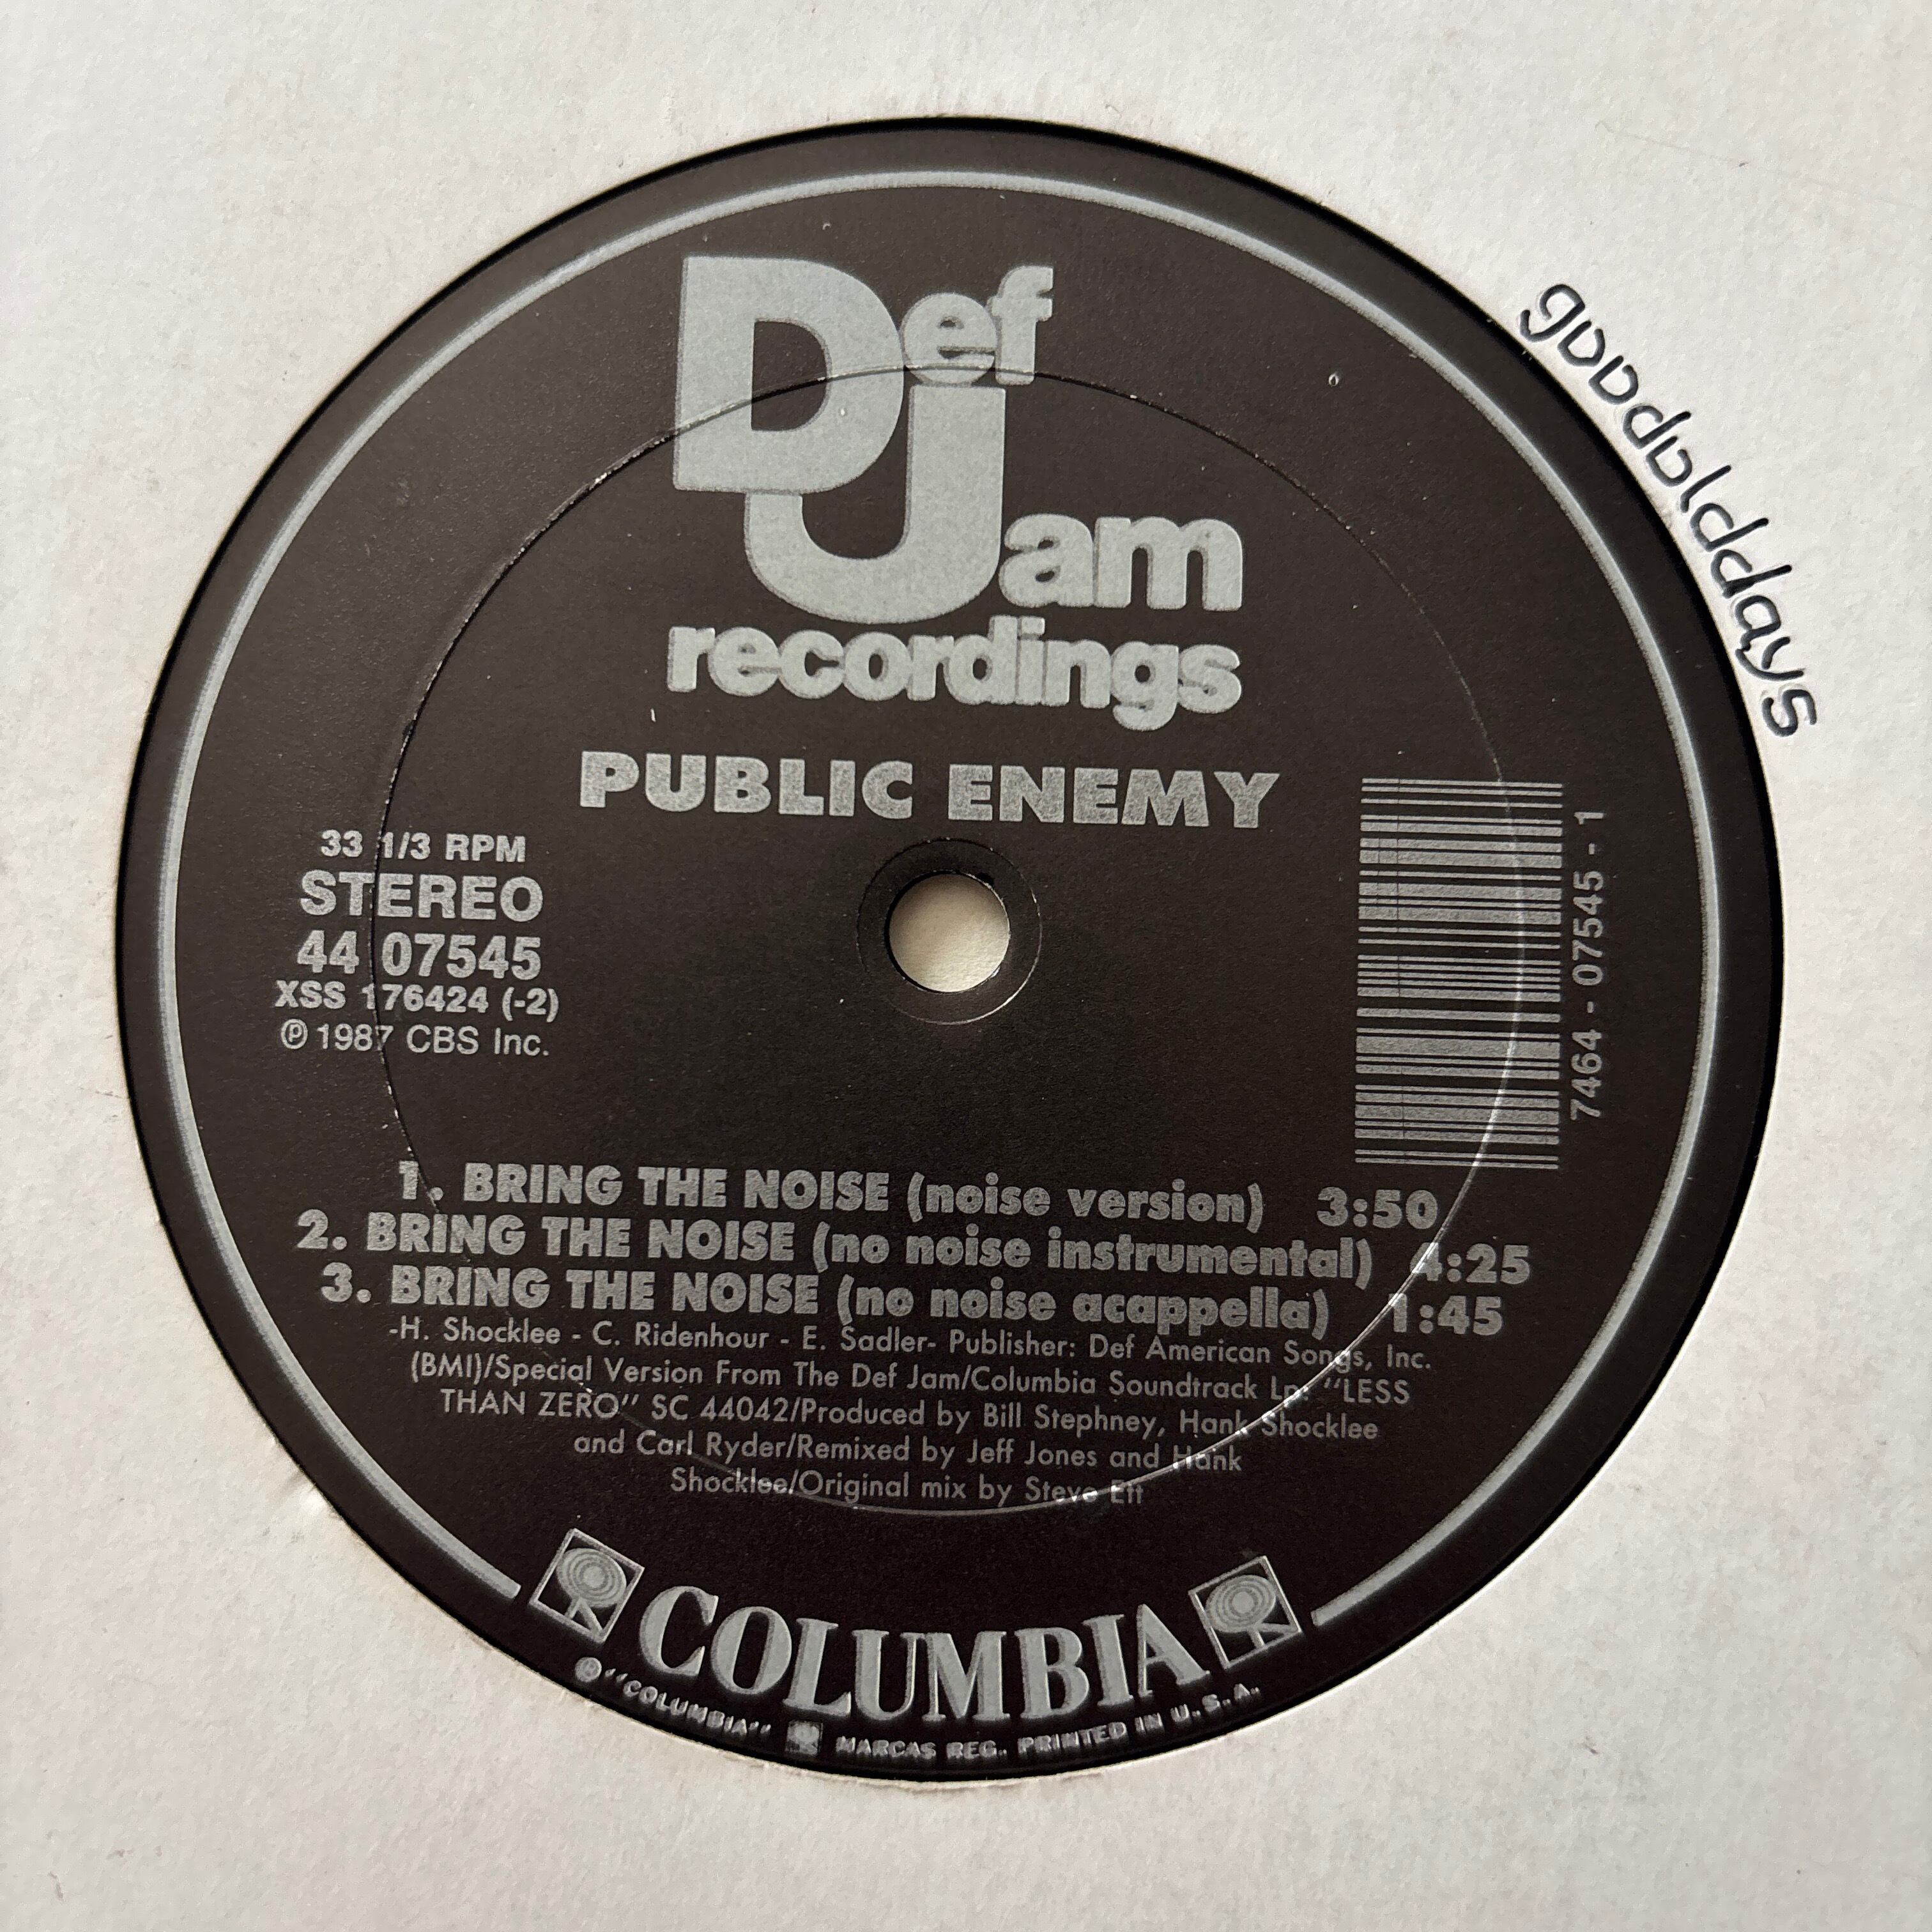 Def
Jam
recordings
PUBLIC ENEMY
33 1/3 RPM
STEREO
44 07545
XSS 176424 (-2)
℗ 1987 CBS Inc.
7464 - 07545 - 1
1. BRING THE NOISE (noise version) 3:50
2. BRING THE NOISE (no noise instrumental) 4:25
3. BRING THE NOISE (no noise acappella) 1:45
-H. Shocklee - C. Ridenhour - E. Sadler- Publisher: Def American Songs, Inc.
(BMI)/Special Version From The Def Jam/Columbia Soundtrack Lp: "LESS
THAN ZERO" SC 44042/Produced by Bill Stephney, Hank Shocklee
and Carl Ryder/Remixed by Jeff Jones and Hank
Shocklee/Original mix by Steve Ett
COLUMBIA
"COLUMBIA" MARCAS REG. PRINTED IN U.S.A.
goodolddays